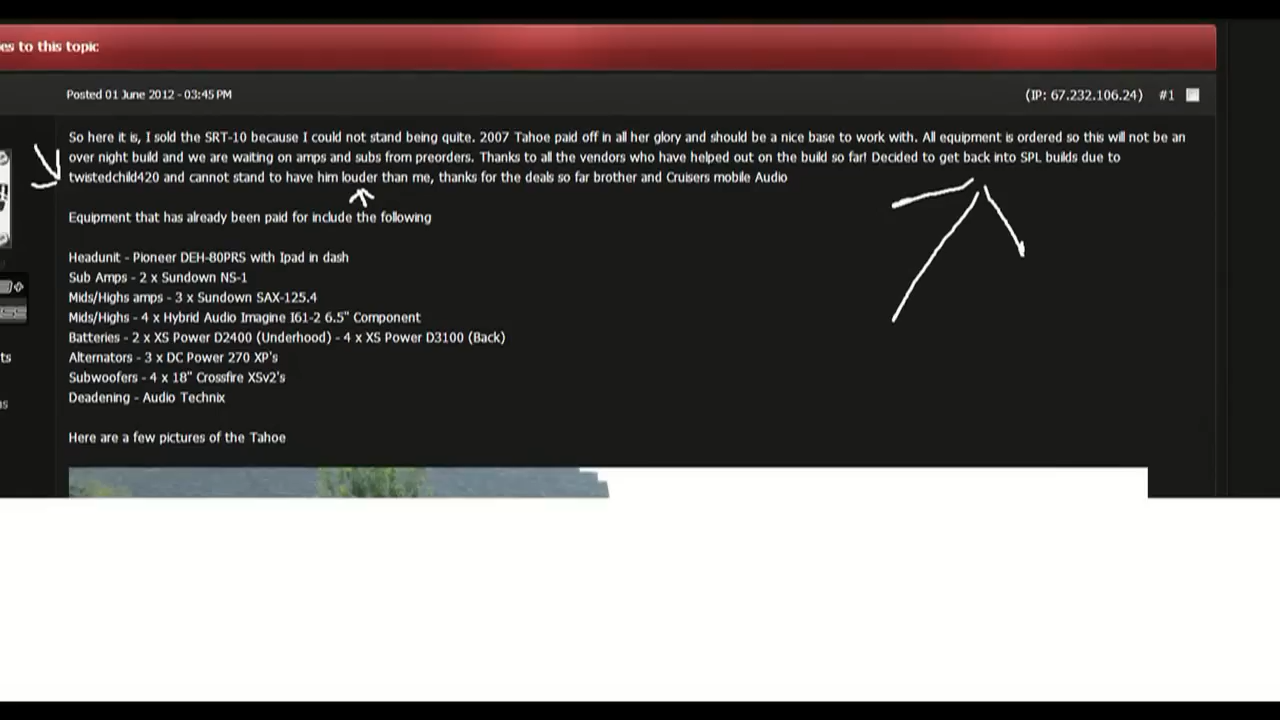 es to this topic
Posted 01 June 2012 - 03:45 PM
(IP: 67.232.106.24) #1
So here it is, I sold the SRT-10 because I could not stand being quite. 2007 Tahoe paid off in all her glory and should be a nice base to work with. All equipment is ordered so this will not be an
over night build and we are waiting on amps and subs from preorders. Thanks to all the vendors who have helped out on the build so far! Decided to get back into SPL builds due to
twistedchild420 and cannot stand to have him louder than me, thanks for the deals so far brother and Cruisers mobile Audio
Equipment that has already been paid for include the following
Headunit - Pioneer DEH-80PRS with Ipad in dash
Sub Amps - 2 x Sundown NS-1
Mids/Highs amps - 3 x Sundown SAX-125.4
Mids/Highs - 4 x Hybrid Audio Imagine I61-2 6.5" Component
Batteries - 2 x XS Power D2400 (Underhood) - 4 x XS Power D3100 (Back)
Alternators - 3 x DC Power 270 XP's
ts
Subwoofers - 4 x 18" Crossfire XSv2's
Deadening - Audio Technix
ns
Here are a few pictures of the Tahoe